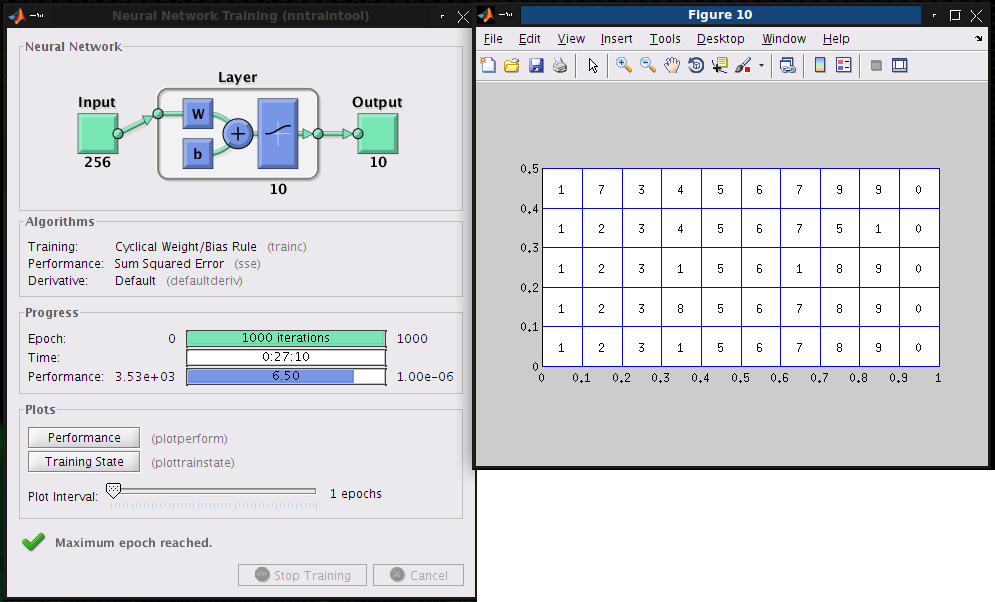 Neural Network Training (nntraintool)
Neural Network
Layer
Input
Output
W
b
+
256
10
10
Algorithms
Training: Cyclical Weight/Bias Rule (trainc)
Performance: Sum Squared Error (sse)
Derivative: Default (defaultderiv)
Progress
Epoch: 0 1000 iterations 1000
Time: 0:27:10
Performance: 3.53e+03 6.50 1.00e-06
Plots
Performance (plotperform)
Training State (plottrainstate)
Plot Interval: 1 epochs
Maximum epoch reached.
Stop Training Cancel
Figure 10
File Edit View Insert Tools Desktop Window Help
0.5
1 7 3 4 5 6 7 9 9 0
0.4
1 2 3 4 5 6 7 5 1 0
0.3
1 2 3 1 5 6 1 8 9 0
0.2
1 2 3 8 5 6 7 8 9 0
0.1
1 2 3 1 5 6 7 8 9 0
0
0 0.1 0.2 0.3 0.4 0.5 0.6 0.7 0.8 0.9 1